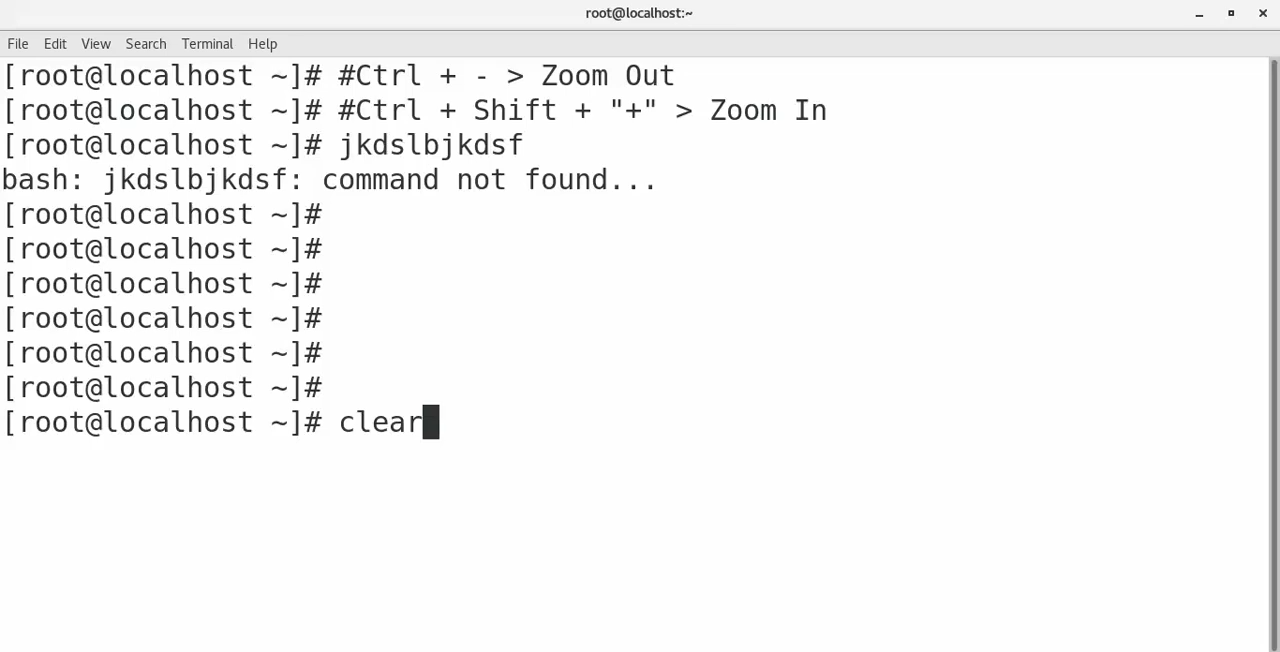 root@localhost:~
File Edit View Search Terminal Help
[root@localhost ~]# #Ctrl + - > Zoom Out
[root@localhost ~]# #Ctrl + Shift + "+" > Zoom In
[root@localhost ~]# jkdslbjkdsf
bash: jkdslbjkdsf: command not found...
[root@localhost ~]#
[root@localhost ~]#
[root@localhost ~]#
[root@localhost ~]#
[root@localhost ~]#
[root@localhost ~]#
[root@localhost ~]# clear